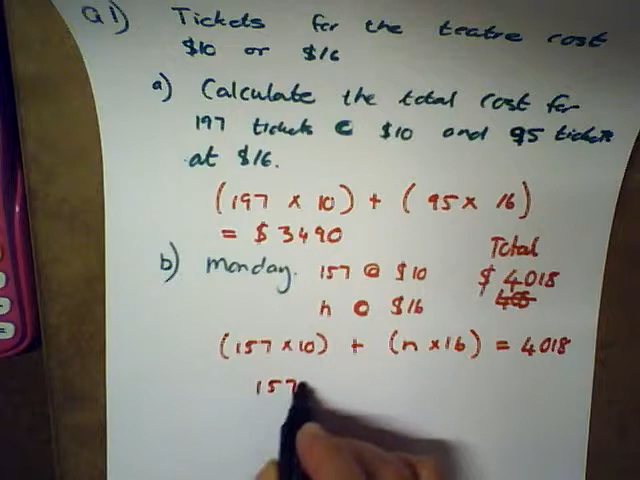 Q1) Tickets for the teatre cost
$10 or $16
a) Calculate the total cost for
197 tickets @ $10 and 95 tickets
at $16.
(197 x 10) + (95 x 16)
= $3490
b) Monday. 157 @ $10
n @ $16
Total
$4018
(157 x 10) + (n x 16) = 4018
157